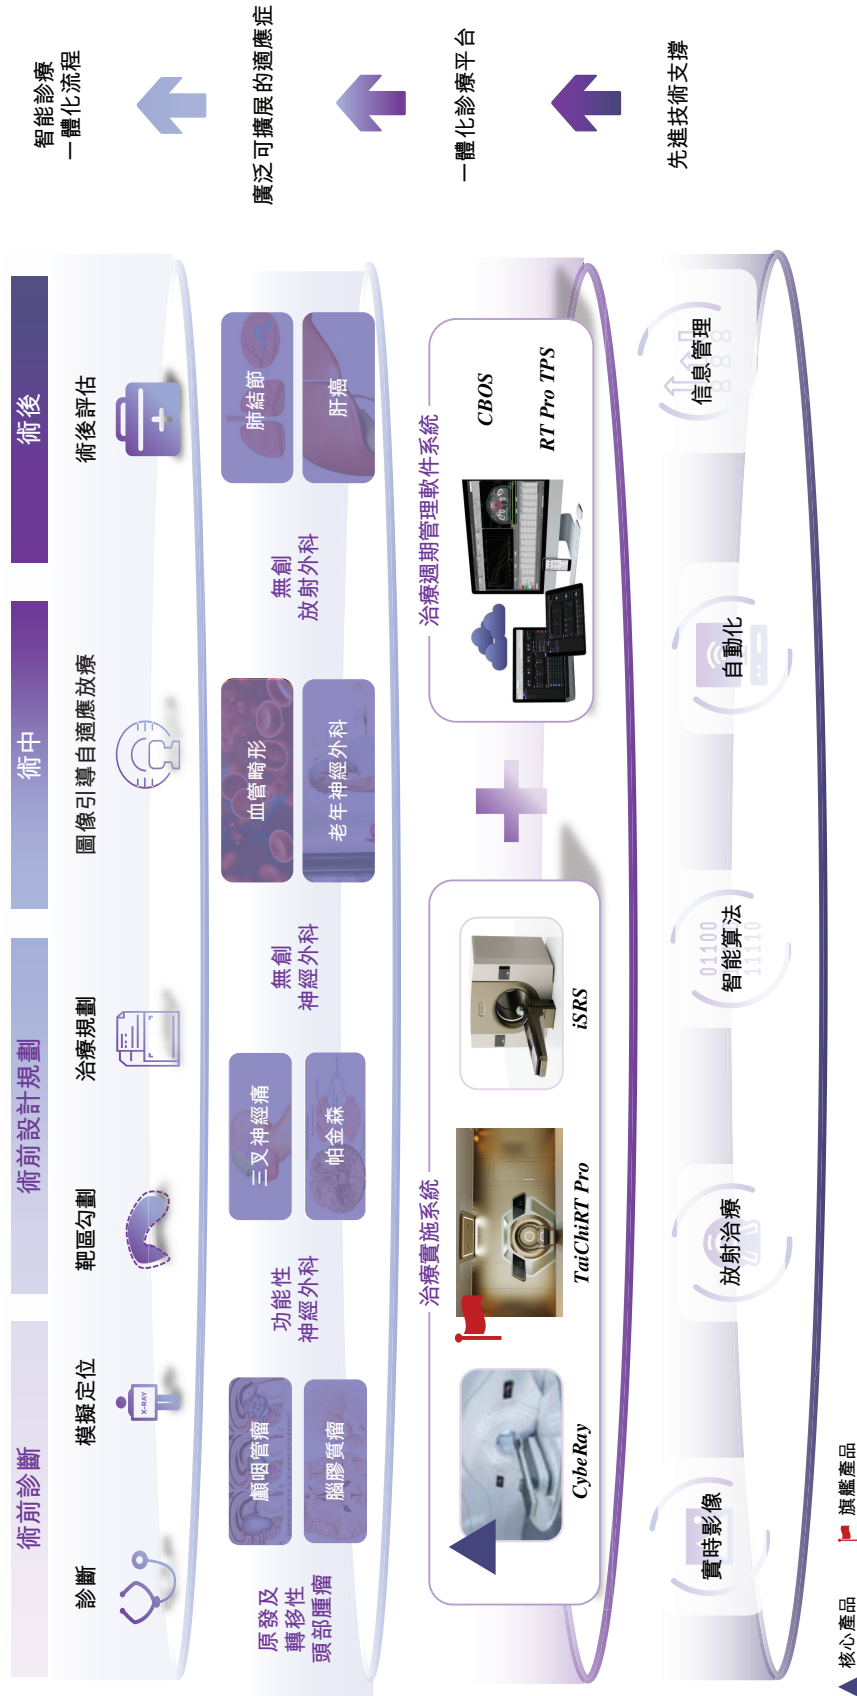 智能診療
一體化流程
術前診斷
術前設計規劃
術中
術後
診斷
模擬定位
靶區勾劃
治療規劃
圖像引導自適應放療
術後評估
X-RAY
廣泛可擴展的適應症
原發及
轉移性
頭部腫瘤
顱咽管瘤
腦膠質瘤
功能性
神經外科
三叉神經痛
帕金森
無創
神經外科
血管畸形
老年神經外科
無創
放射外科
肺結節
肝癌
一體化診療平台
治療實施系統
CybeRay
TaiChiRT Pro
iSRS
治療週期管理軟件系統
CBOS
RT Pro TPS
先進技術支撐
實時影像
放射治療
01100
智能算法
11110
自動化
信息管理
核心產品
旗艦產品